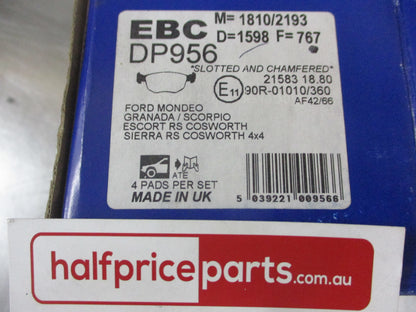 EBC M= 1810/2193
D=1598 F= 767
DP956
*SLOTTED AND CHAMFERED*
21583 18.80
E11 90R-01010/360
AF42/66
FORD MONDEO
GRANADA / SCORPIO
ESCORT RS COSWORTH
SIERRA RS COSWORTH 4x4
ATE
4 PADS PER SET
MADE IN UK
5 039221 009566
halfpriceparts.com.au